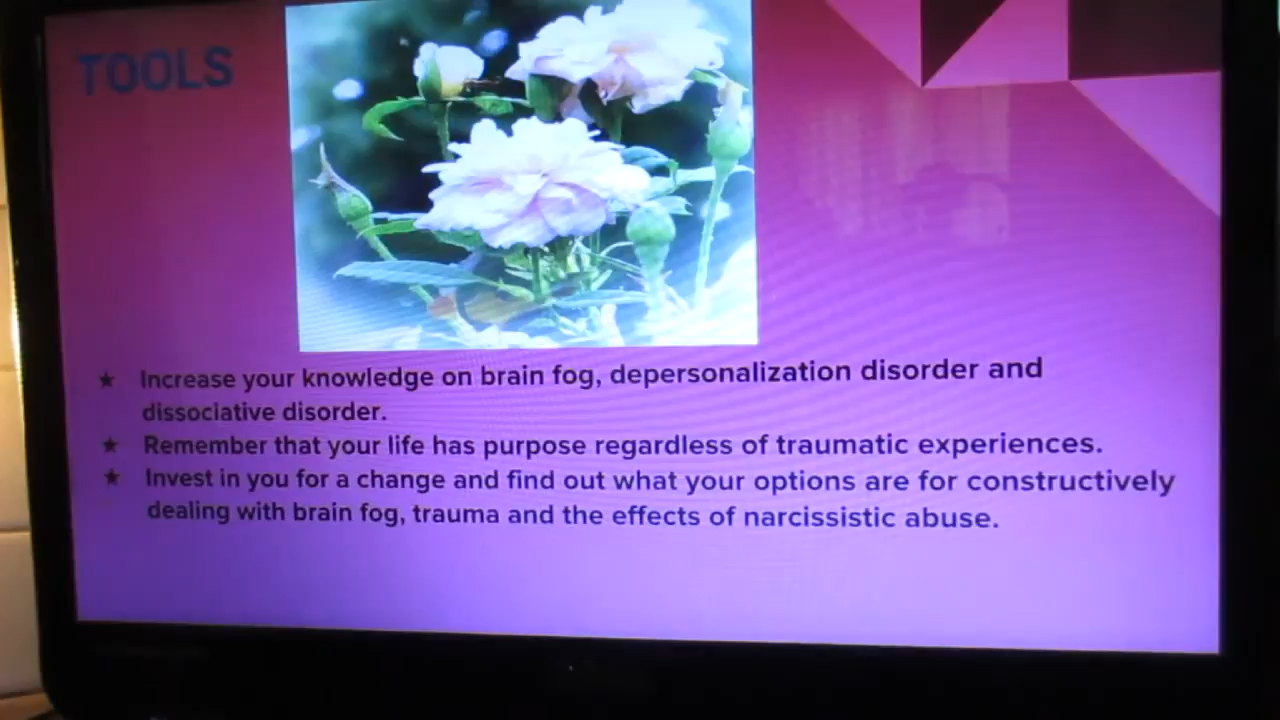 TOOLS
★ Increase your knowledge on brain fog, depersonalization disorder and
dissociative disorder.
★ Remember that your life has purpose regardless of traumatic experiences.
★ Invest in you for a change and find out what your options are for constructively
dealing with brain fog, trauma and the effects of narcissistic abuse.